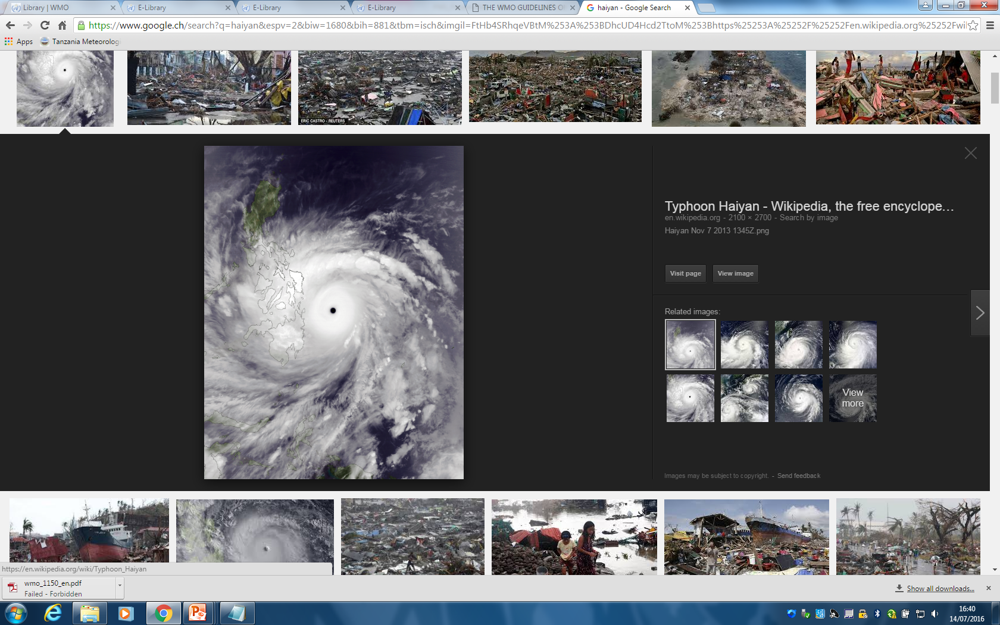 Library | WMO
E-Library
E-Library
E-Library
THE WMO GUIDELINES O
haiyan - Google Search
https://www.google.ch/search?q=haiyan&espv=2&biw=1680&bih=881&tbm=isch&imgil=FtHb4SRhqeVBtM%253A%253BDhcUD4Hcd2TtoM%253Bhttps%25253A%25252F%25252Fen.wikipedia.org%25252Fwil
Apps
Tanzania Meteorologi
ERIC CASTRO - REUTERS
Typhoon Haiyan - Wikipedia, the free encyclope...
en.wikipedia.org - 2100 × 2700 - Search by image
Haiyan Nov 7 2013 1345Z.png
Visit page
View image
Related images:
View
more
Images may be subject to copyright. - Send feedback
https://en.wikipedia.org/wiki/Typhoon_Haiyan
wmo_1150_en.pdf
Failed - Forbidden
Show all downloads...
16:40
14/07/2016